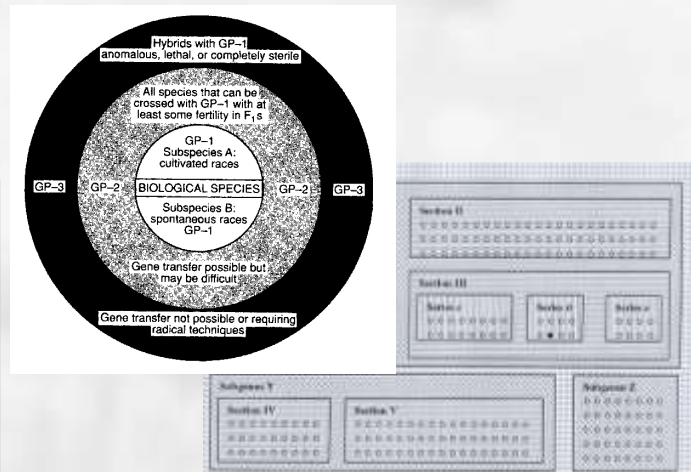 Hybrids with GP–1
anomalous, lethal, or completely sterile
All species that can be
crossed with GP–1 with at
least some fertility in F₁s
GP–1
Subspecies A:
cultivated races
GP–3
GP–2
BIOLOGICAL SPECIES
GP–2
GP–3
Subspecies B:
spontaneous races
GP–1
Gene transfer possible but
may be difficult
Gene transfer not possible or requiring
radical techniques
Section II
Section III
Series c
Series d
Series e
Subgenus Y
Section IV
Section V
Subgenus Z